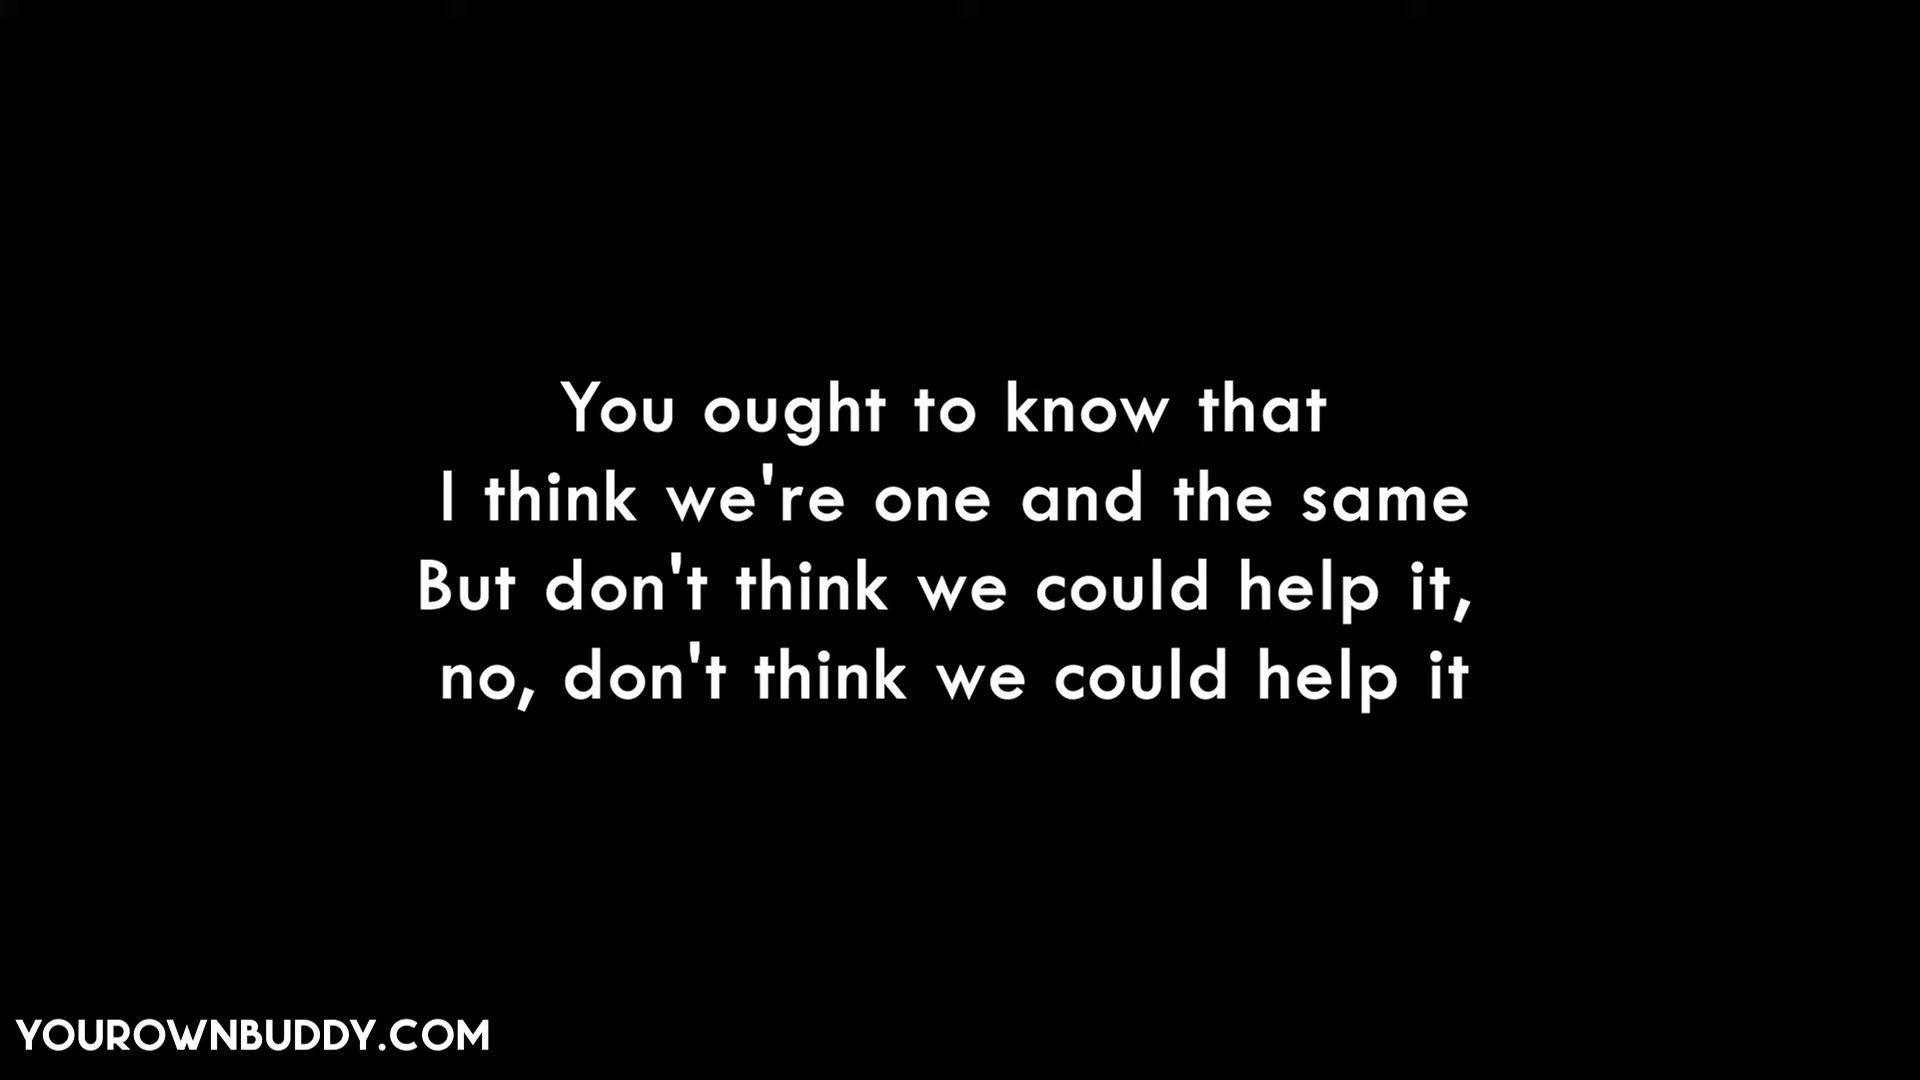 You ought to know that
I think we're one and the same
But don't think we could help it,
no, don't think we could help it
YOUROWNBUDDY.COM